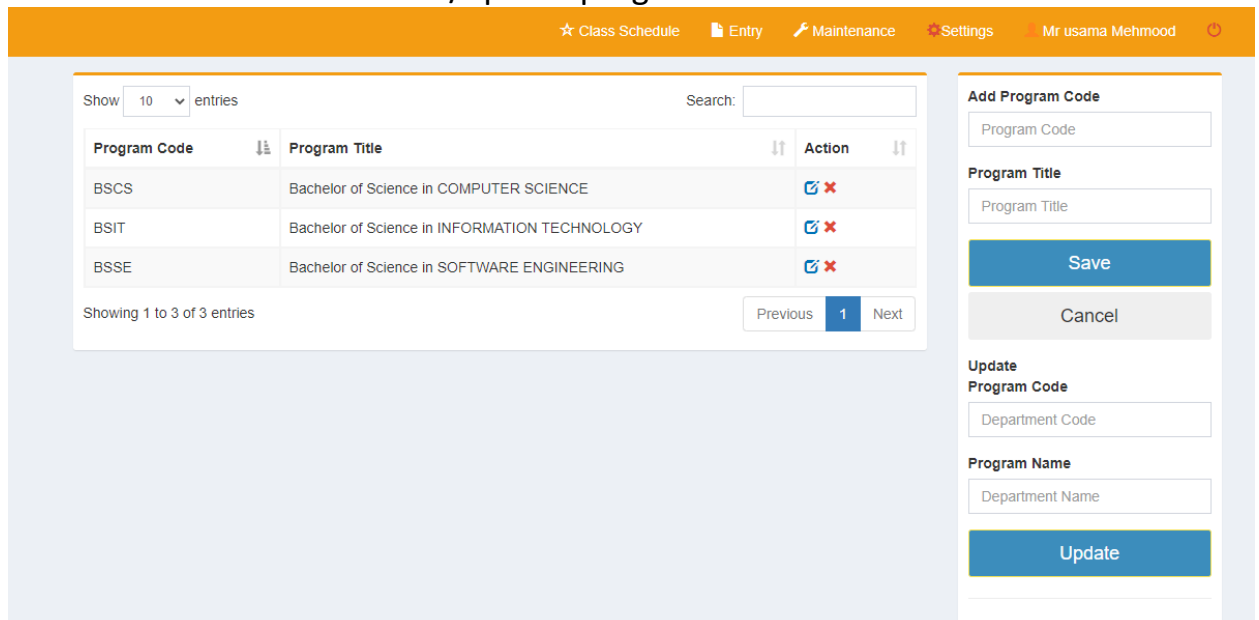 Class Schedule Entry Maintenance Settings Mr usama Mehmood
Show 10 entries Search:
Program Code Program Title Action
BSCS Bachelor of Science in COMPUTER SCIENCE
BSIT Bachelor of Science in INFORMATION TECHNOLOGY
BSSE Bachelor of Science in SOFTWARE ENGINEERING
Showing 1 to 3 of 3 entries Previous 1 Next
Add Program Code
Program Code
Program Title
Program Title
Save
Cancel
Update
Program Code
Department Code
Program Name
Department Name
Update